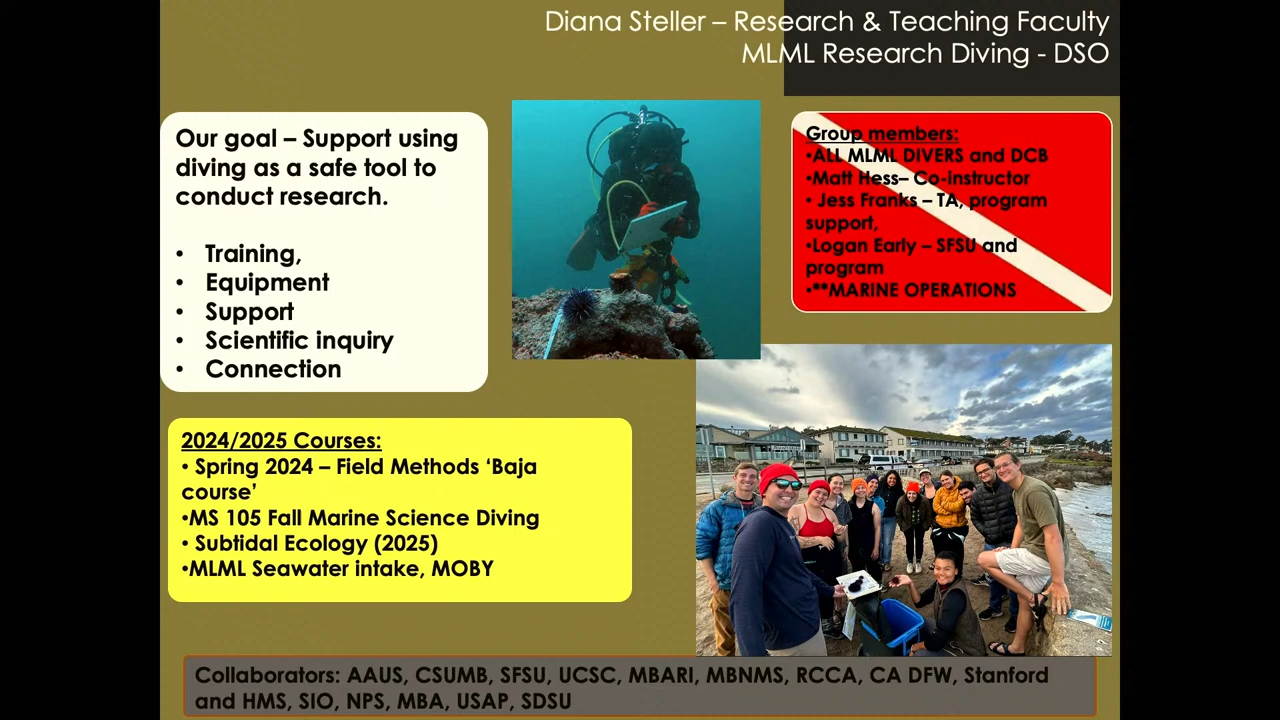 Diana Steller – Research & Teaching Faculty
MLML Research Diving - DSO
Our goal – Support using
diving as a safe tool to
conduct research.
• Training,
• Equipment
• Support
• Scientific inquiry
• Connection
Group members:
•ALL MLML DIVERS and DCB
•Matt Hess– Co-instructor
• Jess Franks – TA, program
support,
•Logan Early – SFSU and
program
•**MARINE OPERATIONS
2024/2025 Courses:
• Spring 2024 – Field Methods ‘Baja
course’
•MS 105 Fall Marine Science Diving
• Subtidal Ecology (2025)
•MLML Seawater intake, MOBY
Collaborators: AAUS, CSUMB, SFSU, UCSC, MBARI, MBNMS, RCCA, CA DFW, Stanford
and HMS, SIO, NPS, MBA, USAP, SDSU